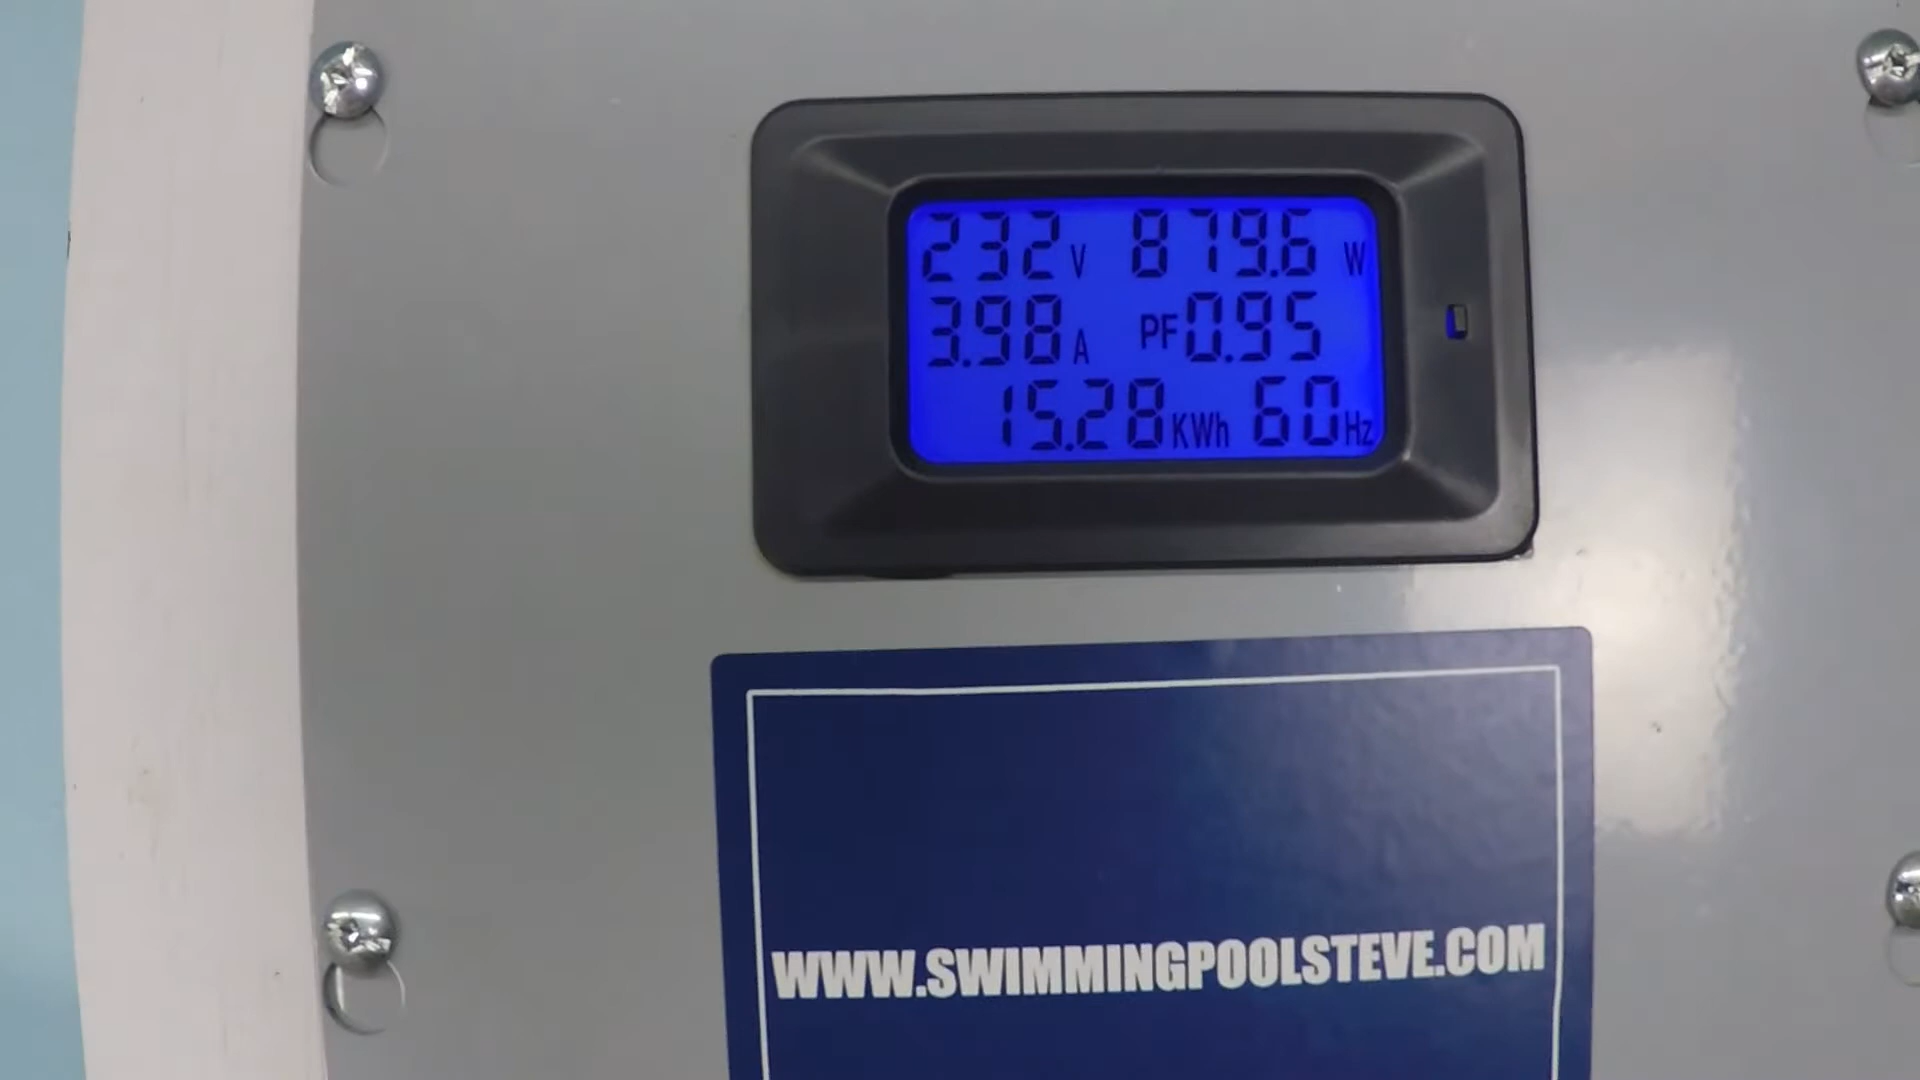 232 V 879.6 W
3.98 A PF 0.95
15.28 KWh 60 Hz
WWW.SWIMMINGPOOLSTEVE.COM